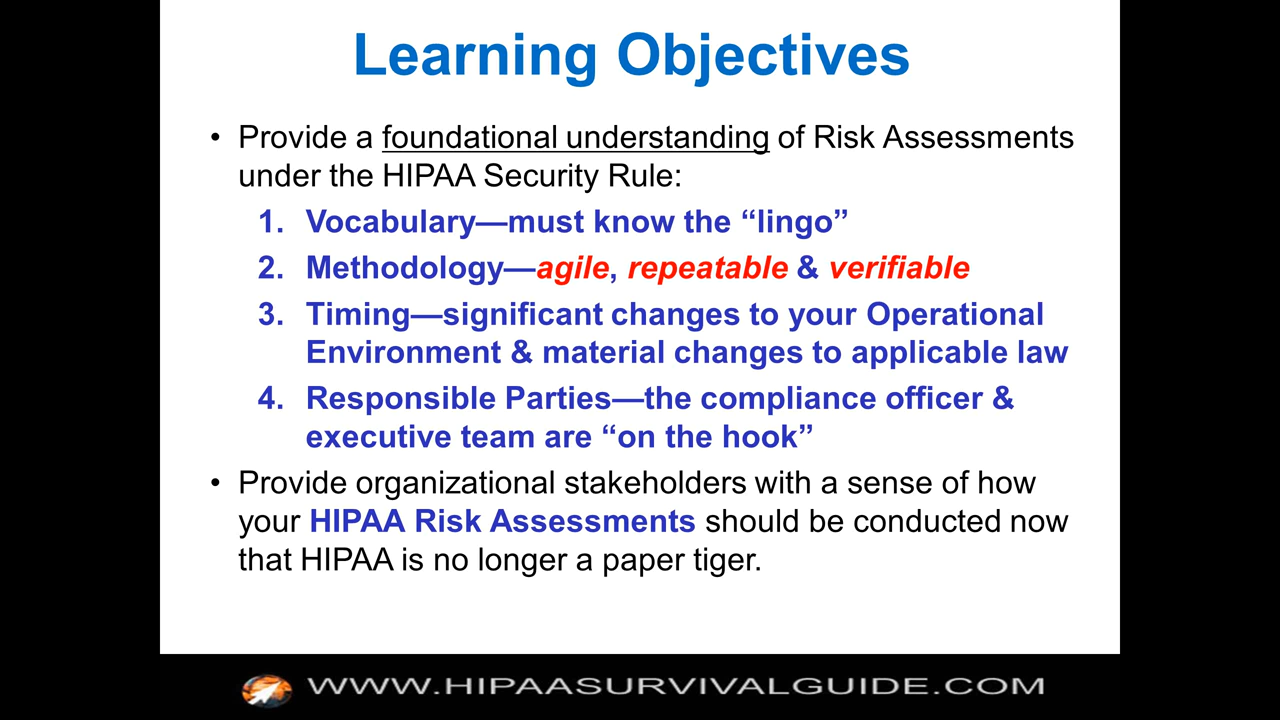 Learning Objectives
• Provide a foundational understanding of Risk Assessments
under the HIPAA Security Rule:
1. Vocabulary—must know the “lingo”
2. Methodology—agile, repeatable & verifiable
3. Timing—significant changes to your Operational
Environment & material changes to applicable law
4. Responsible Parties—the compliance officer &
executive team are “on the hook”
• Provide organizational stakeholders with a sense of how
your HIPAA Risk Assessments should be conducted now
that HIPAA is no longer a paper tiger.
WWW.HIPAASURVIVALGUIDE.COM